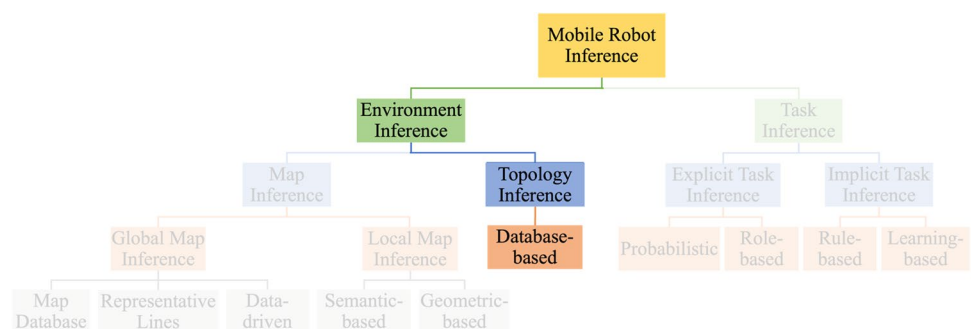 Mobile Robot
Inference
Environment
Inference
Task
Inference
Map
Inference
Topology
Inference
Explicit Task
Inference
Implicit Task
Inference
Global Map
Inference
Local Map
Inference
Database-
based
Probabilistic
Role-
based
Rule-
based
Learning-
based
Map
Database
Representative
Lines
Data-
driven
Semantic-
based
Geometric-
based